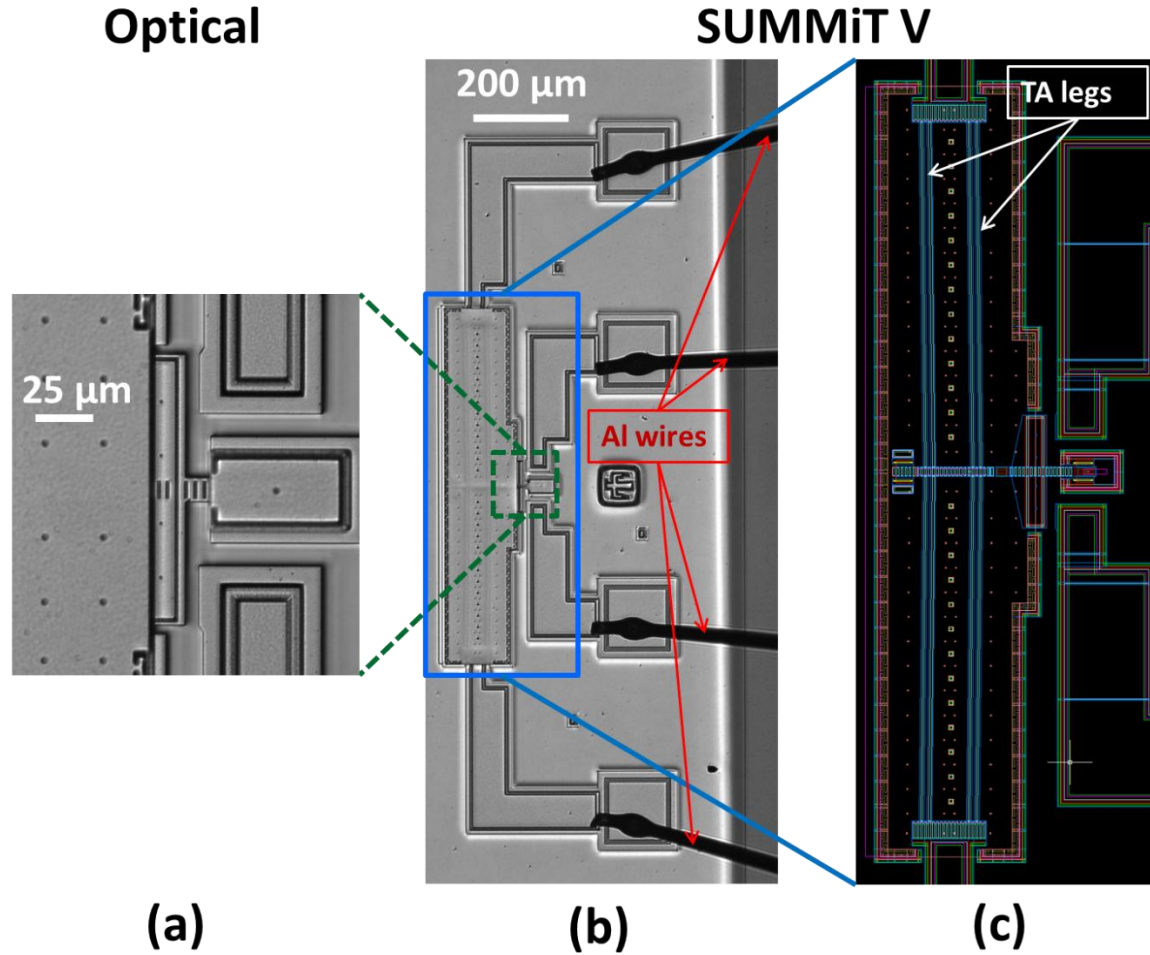 Optical
SUMMiT V
200 µm
TA legs
25 µm
Al wires
(a)
(b)
(c)